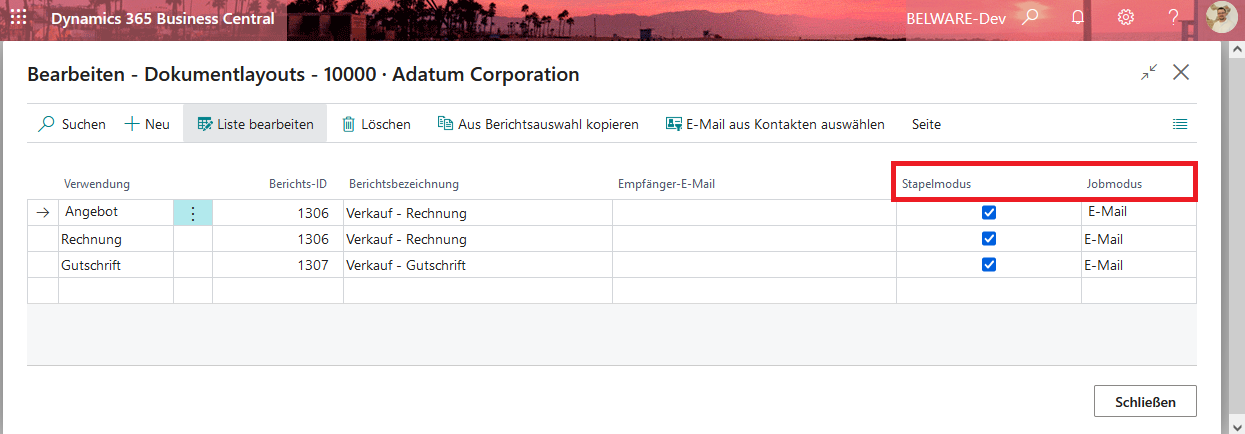 Dynamics 365 Business Central BELWARE-Dev
Bearbeiten - Dokumentlayouts - 10000 · Adatum Corporation
Suchen Neu Liste bearbeiten Löschen Aus Berichtsauswahl kopieren E-Mail aus Kontakten auswählen Seite
Verwendung Berichts-ID Berichtsbezeichnung Empfänger-E-Mail Stapelmodus Jobmodus
Angebot 1306 Verkauf - Rechnung E-Mail
Rechnung 1306 Verkauf - Rechnung E-Mail
Gutschrift 1307 Verkauf - Gutschrift E-Mail
Schließen